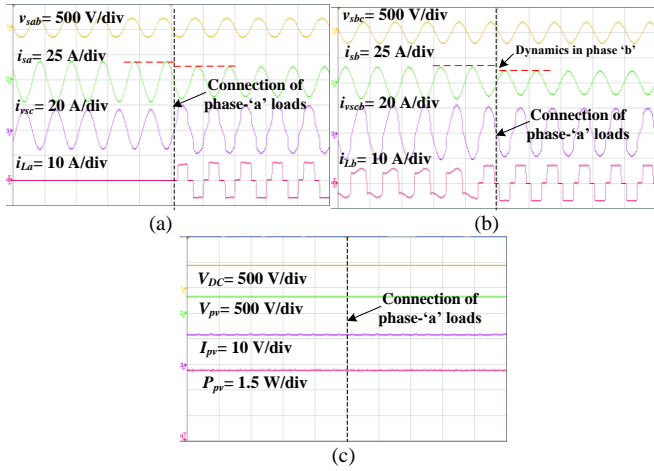 vsab= 500 V/div
isa= 25 A/div
Connection of
phase-‘a’ loads
ivsc= 20 A/div
iLa= 10 A/div
(a)
vsbc= 500 V/div
isb= 25 A/div
Dynamics in phase ‘b’
ivscb= 20 A/div
Connection of
phase-‘a’ loads
iLb= 10 A/div
(b)
VDC= 500 V/div
Vpv= 500 V/div
Connection of
phase-‘a’ loads
Ipv= 10 V/div
Ppv= 1.5 W/div
(c)